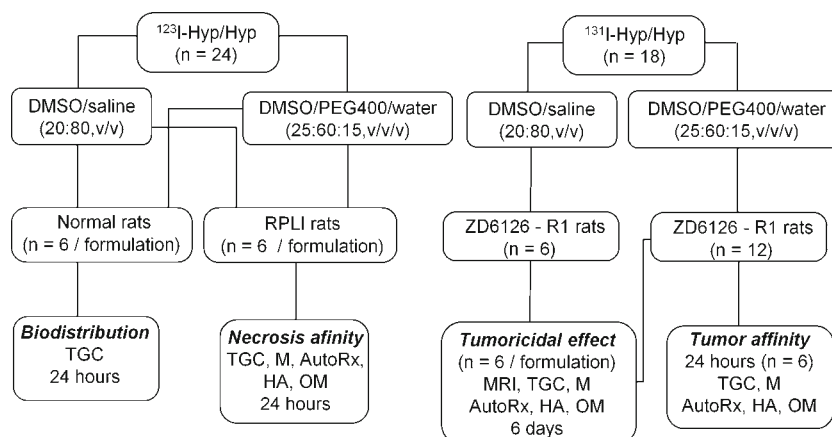 ¹²³I-Hyp/Hyp
(n = 24)
DMSO/saline
(20:80,v/v)
DMSO/PEG400/water
(25:60:15,v/v/v)
Normal rats
(n = 6 / formulation)
RPLI rats
(n = 6 / formulation)
Biodistribution
TGC
24 hours
Necrosis afinity
TGC, M, AutoRx,
HA, OM
24 hours
¹³¹I-Hyp/Hyp
(n = 18)
DMSO/saline
(20:80,v/v)
DMSO/PEG400/water
(25:60:15,v/v/v)
ZD6126 - R1 rats
(n = 6)
ZD6126 - R1 rats
(n = 12)
Tumoricidal effect
(n = 6 / formulation)
MRI, TGC, M
AutoRx, HA, OM
6 days
Tumor affinity
24 hours (n = 6)
TGC, M
AutoRx, HA, OM